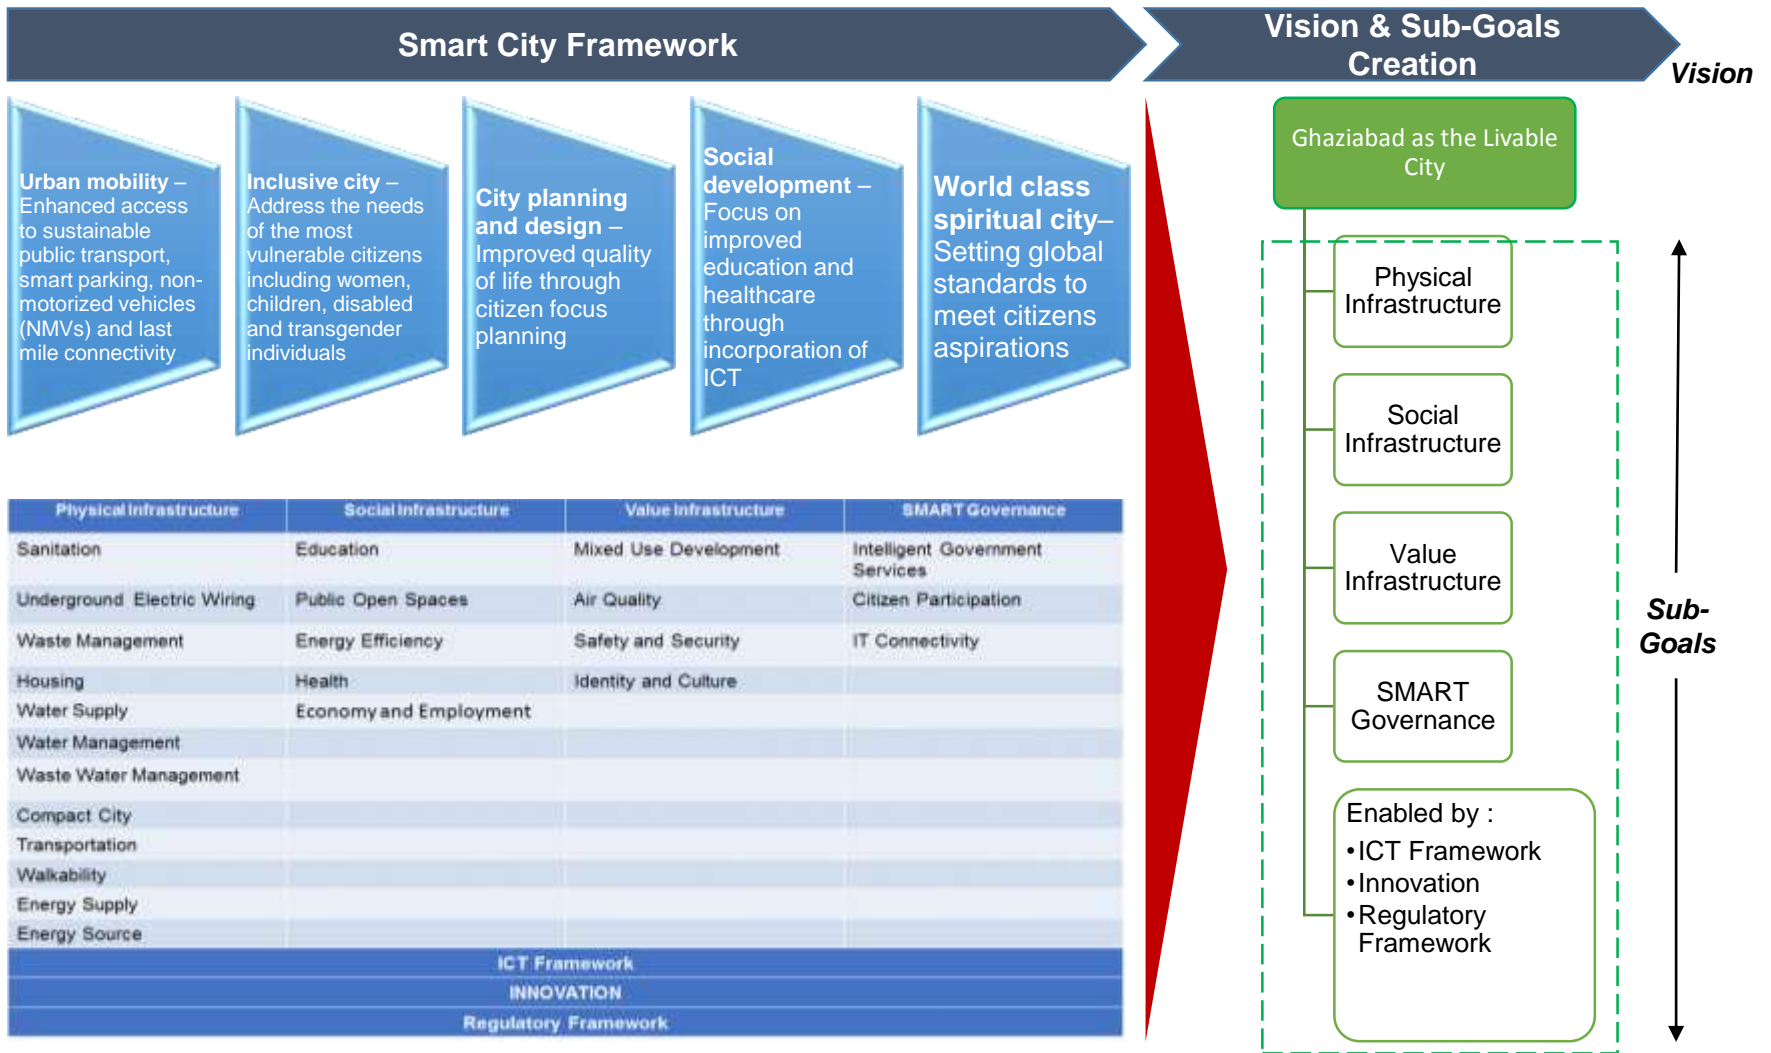 Smart City Framework
Vision & Sub-Goals
Creation
Vision
Urban mobility –
Enhanced access
to sustainable
public transport,
smart parking, non-
motorized vehicles
(NMVs) and last
mile connectivity
Inclusive city –
Address the needs
of the most
vulnerable citizens
including women,
children, disabled
and transgender
individuals
City planning
and design –
Improved quality
of life through
citizen focus
planning
Social
development –
Focus on
improved
education and
healthcare
through
incorporation of
ICT
World class
spiritual city–
Setting global
standards to
meet citizens
aspirations
Physical Infrastructure Social Infrastructure Value Infrastructure SMART Governance
Sanitation Education Mixed Use Development Intelligent Government
Services
Underground Electric Wiring Public Open Spaces Air Quality Citizen Participation
Waste Management Energy Efficiency Safety and Security IT Connectivity
Housing Health Identity and Culture
Water Supply Economy and Employment
Water Management
Waste Water Management
Compact City
Transportation
Walkability
Energy Supply
Energy Source
ICT Framework
INNOVATION
Regulatory Framework
Ghaziabad as the Livable
City
Physical
Infrastructure
Social
Infrastructure
Value
Infrastructure
SMART
Governance
Enabled by :
•ICT Framework
•Innovation
•Regulatory
Framework
Sub-
Goals